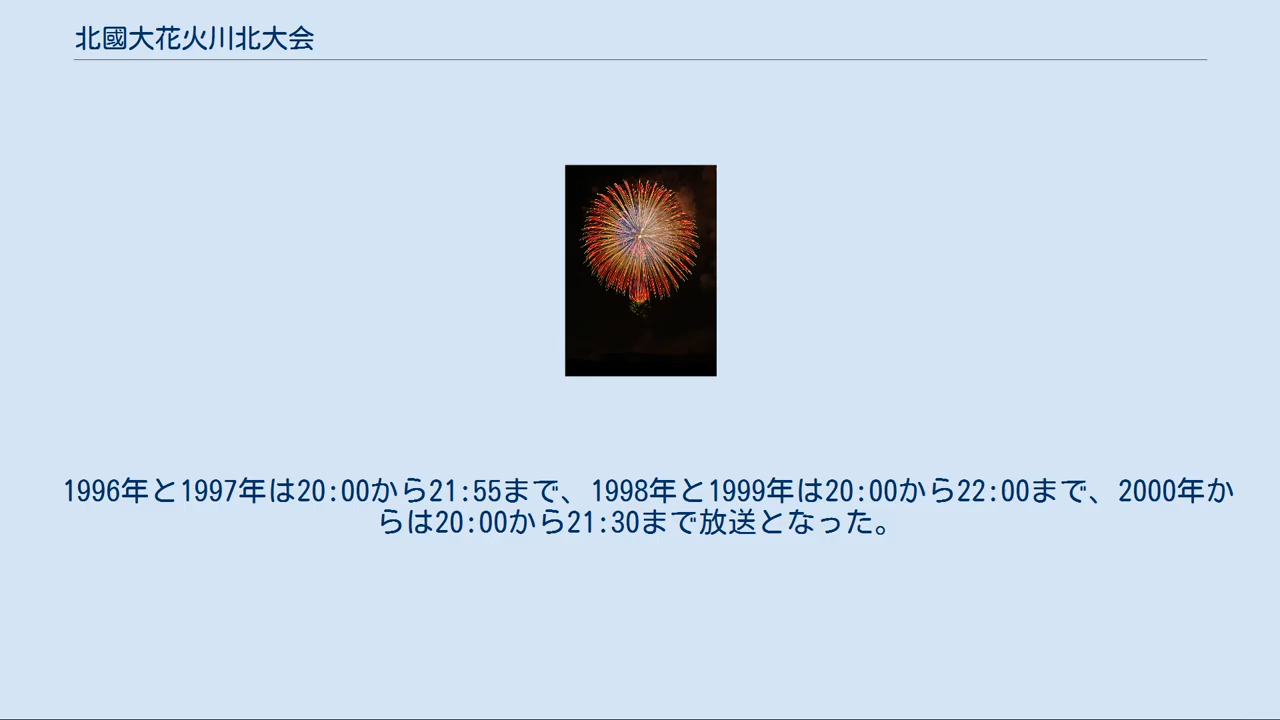 北國大花火川北大会
1996年と1997年は20:00から21:55まで、1998年と1999年は20:00から22:00まで、2000年か
らは20:00から21:30まで放送となった。